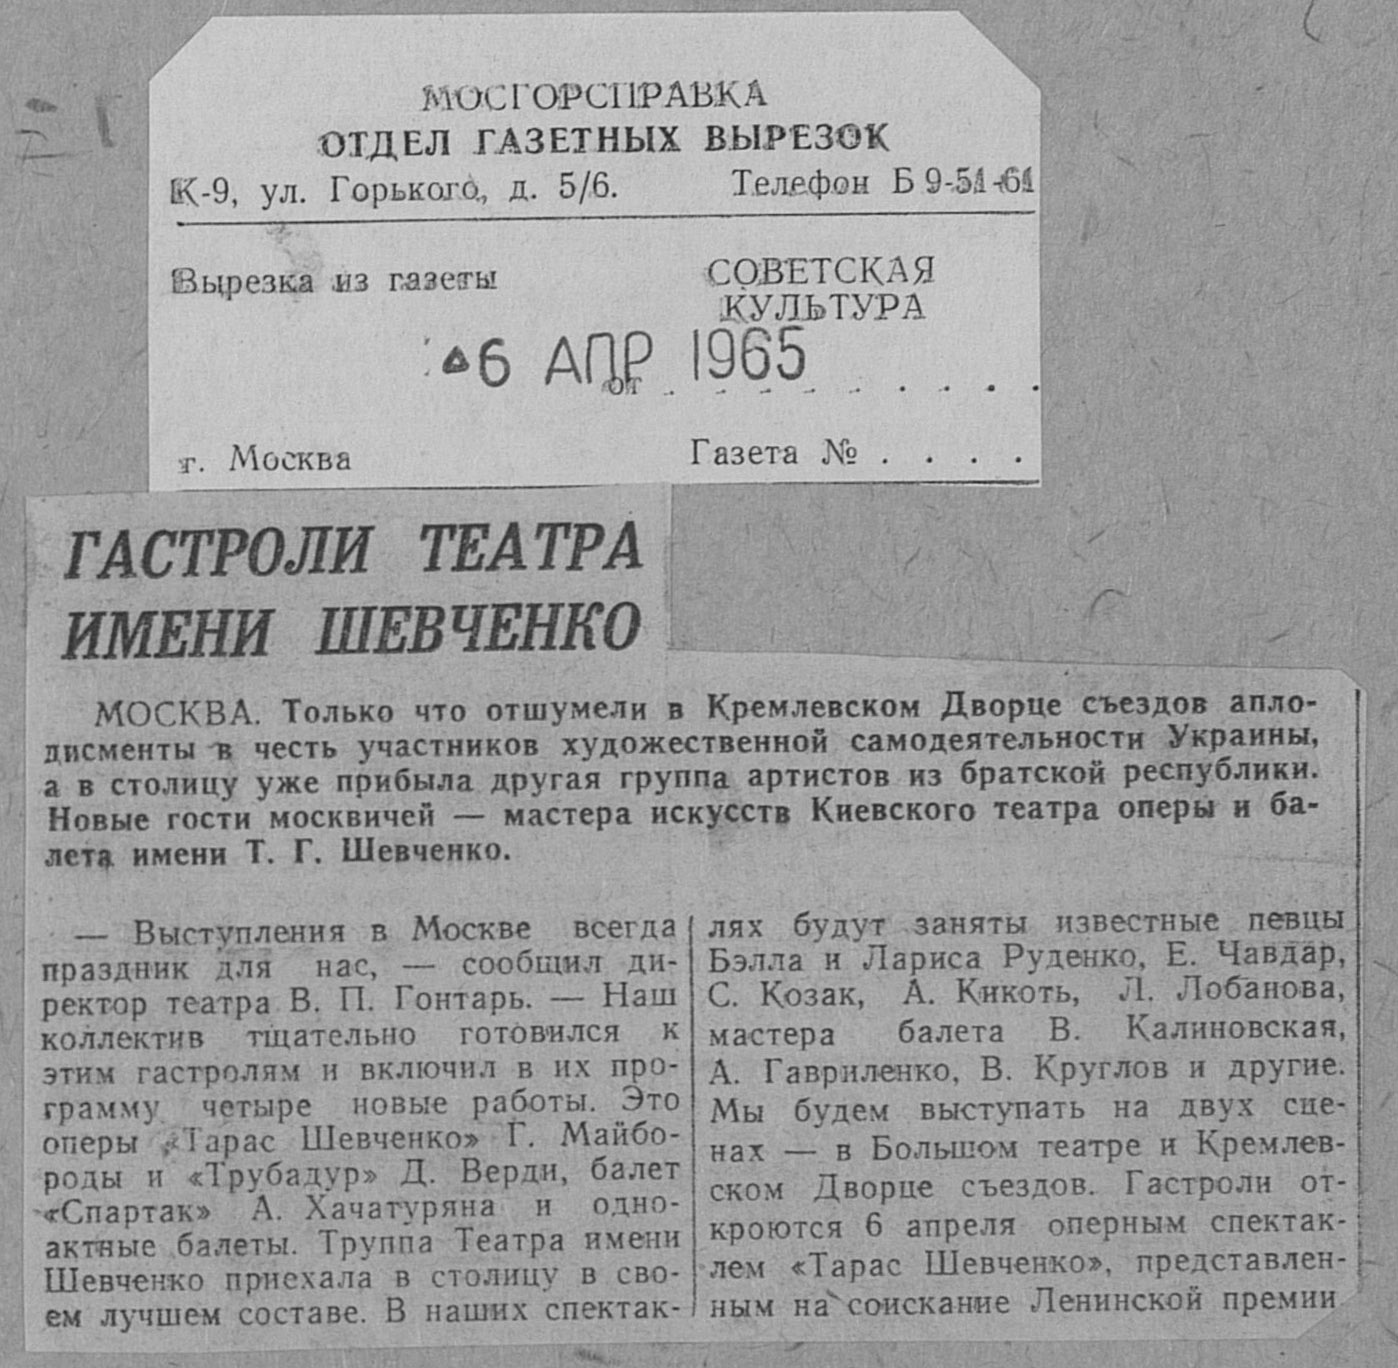 МОСГОРСПРАВКА
ОТДЕЛ ГАЗЕТНЫХ ВЫРЕЗОК
К-9, ул. Горького, д. 5/6. Телефон Б 9-51-61
Вырезка из газеты
СОВЕТСКАЯ
КУЛЬТУРА
6 АПР 1965
от . . . . . . . . .
г. Москва Газета № . . . .
ГАСТРОЛИ ТЕАТРА
ИМЕНИ ШЕВЧЕНКО
МОСКВА. Только что отшумели в Кремлевском Дворце съездов апло-
дисменты в честь участников художественной самодеятельности Украины,
а в столицу уже прибыла другая группа артистов из братской республики.
Новые гости москвичей — мастера искусств Киевского театра оперы и ба-
лета имени Т. Г. Шевченко.
— Выступления в Москве всегда
праздник для нас, — сообщил ди-
ректор театра В. П. Гонтарь. — Наш
коллектив тщательно готовился к
этим гастролям и включил в их про-
грамму четыре новые работы. Это
оперы «Тарас Шевченко» Г. Майбо-
роды и «Трубадур» Д. Верди, балет
«Спартак» А. Хачатуряна и одно-
актные балеты. Труппа Театра имени
Шевченко приехала в столицу в сво-
ем лучшем составе. В наших спектак-
лях будут заняты известные певцы
Бэлла и Лариса Руденко, Е. Чавдар,
С. Козак, А. Кикоть, Л. Лобанова,
мастера балета В. Калиновская,
А. Гавриленко, В. Круглов и другие.
Мы будем выступать на двух сце-
нах — в Большом театре и Кремлев-
ском Дворце съездов. Гастроли от-
кроются 6 апреля оперным спектак-
лем «Тарас Шевченко», представлен-
ным на соискание Ленинской премии